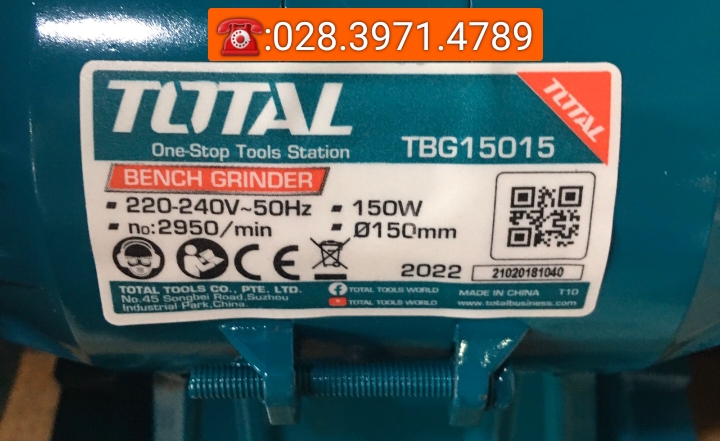 ☎:028.3971.4789
TOTAL
TOTAL
One-Stop Tools Station
TBG15015
BENCH GRINDER
▪ 220-240V~50Hz ▪ 150W
▪ n₀:2950/min ▪ Ø150mm
CE
2022
21020181040
TOTAL TOOLS CO., PTE. LTD.
No.45 Songbei Road,Suzhou
Industrial Park,China.
TOTAL TOOLS WORLD
TOTAL TOOLS WORLD
MADE IN CHINA T10
www.totalbusiness.com